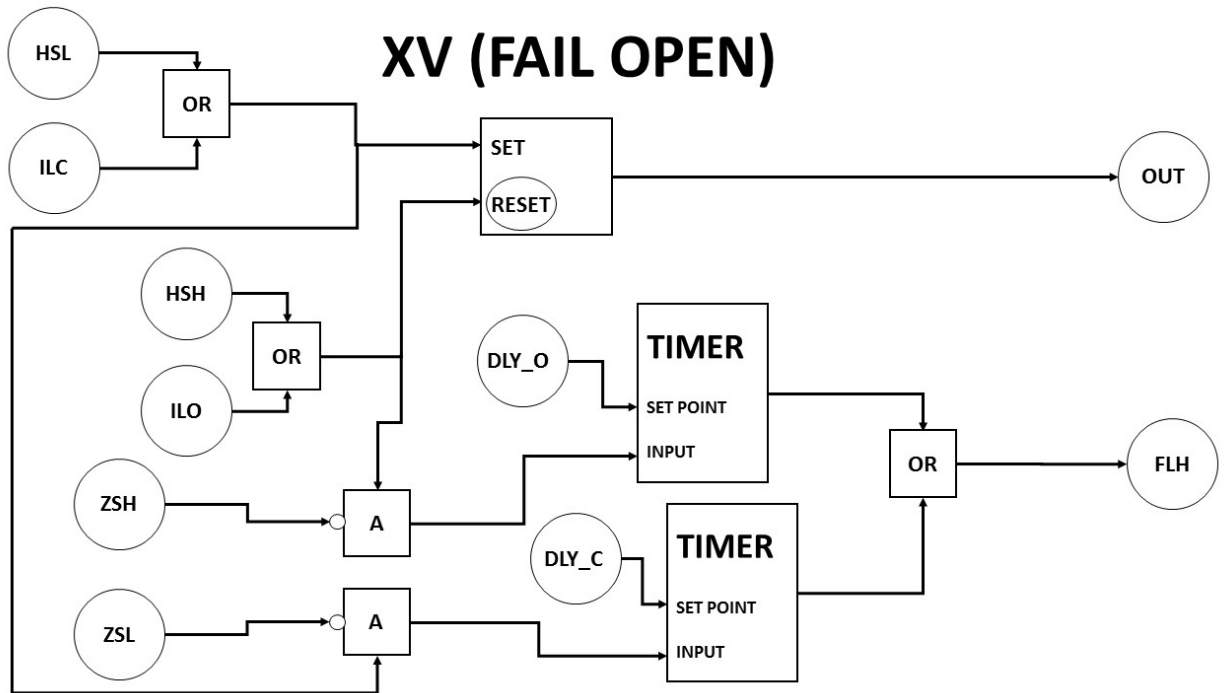 HSL
XV (FAIL OPEN)
OR
ILC
SET
OUT
RESET
HSH
OR
TIMER
DLY_O
SET POINT
ILO
INPUT
OR
FLH
ZSH
A
TIMER
DLY_C
SET POINT
ZSL
A
INPUT